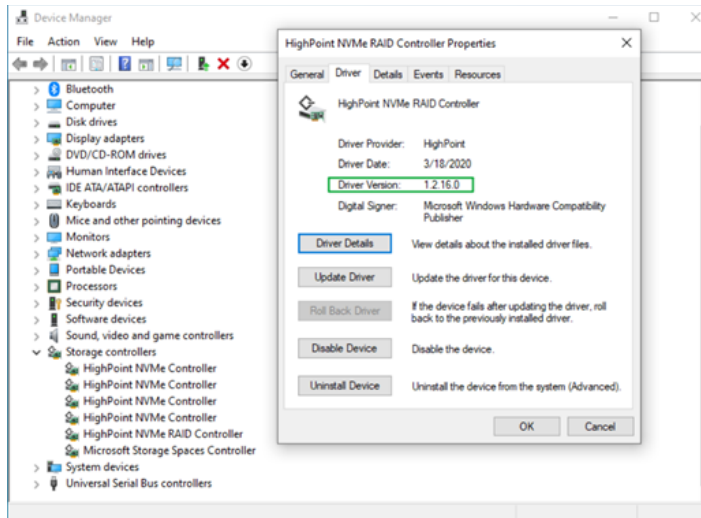 Device Manager
File Action View Help
Bluetooth
Computer
Disk drives
Display adapters
DVD/CD-ROM drives
Human Interface Devices
IDE ATA/ATAPI controllers
Keyboards
Mice and other pointing devices
Monitors
Network adapters
Portable Devices
Processors
Security devices
Software devices
Sound, video and game controllers
Storage controllers
HighPoint NVMe Controller
HighPoint NVMe Controller
HighPoint NVMe Controller
HighPoint NVMe Controller
HighPoint NVMe RAID Controller
Microsoft Storage Spaces Controller
System devices
Universal Serial Bus controllers
HighPoint NVMe RAID Controller Properties
General Driver Details Events Resources
HighPoint NVMe RAID Controller
Driver Provider: HighPoint
Driver Date: 3/18/2020
Driver Version: 1.2.16.0
Digital Signer: Microsoft Windows Hardware Compatibility
Publisher
Driver Details View details about the installed driver files.
Update Driver Update the driver for this device.
Roll Back Driver If the device fails after updating the driver, roll
back to the previously installed driver.
Disable Device Disable the device.
Uninstall Device Uninstall the device from the system (Advanced).
OK Cancel